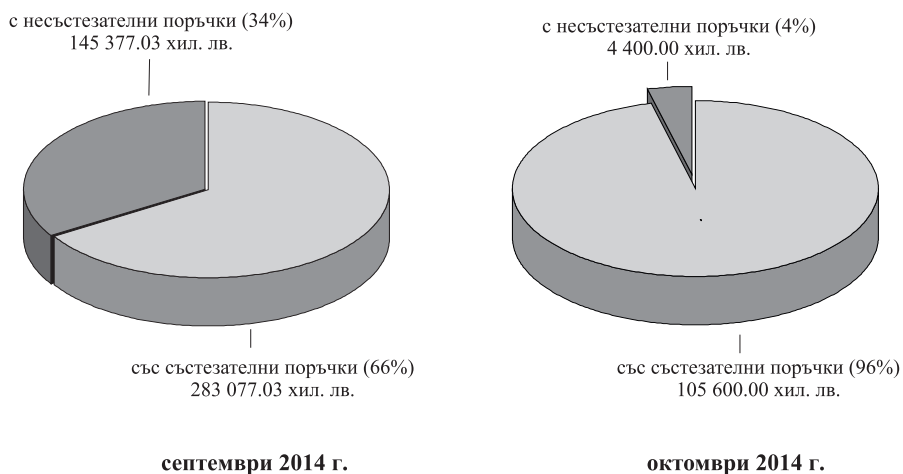 с несъстезателни поръчки (34%)
145 377.03 хил. лв.
със състезателни поръчки (66%)
283 077.03 хил. лв.
септември 2014 г.
с несъстезателни поръчки (4%)
4 400.00 хил. лв.
със състезателни поръчки (96%)
105 600.00 хил. лв.
октомври 2014 г.